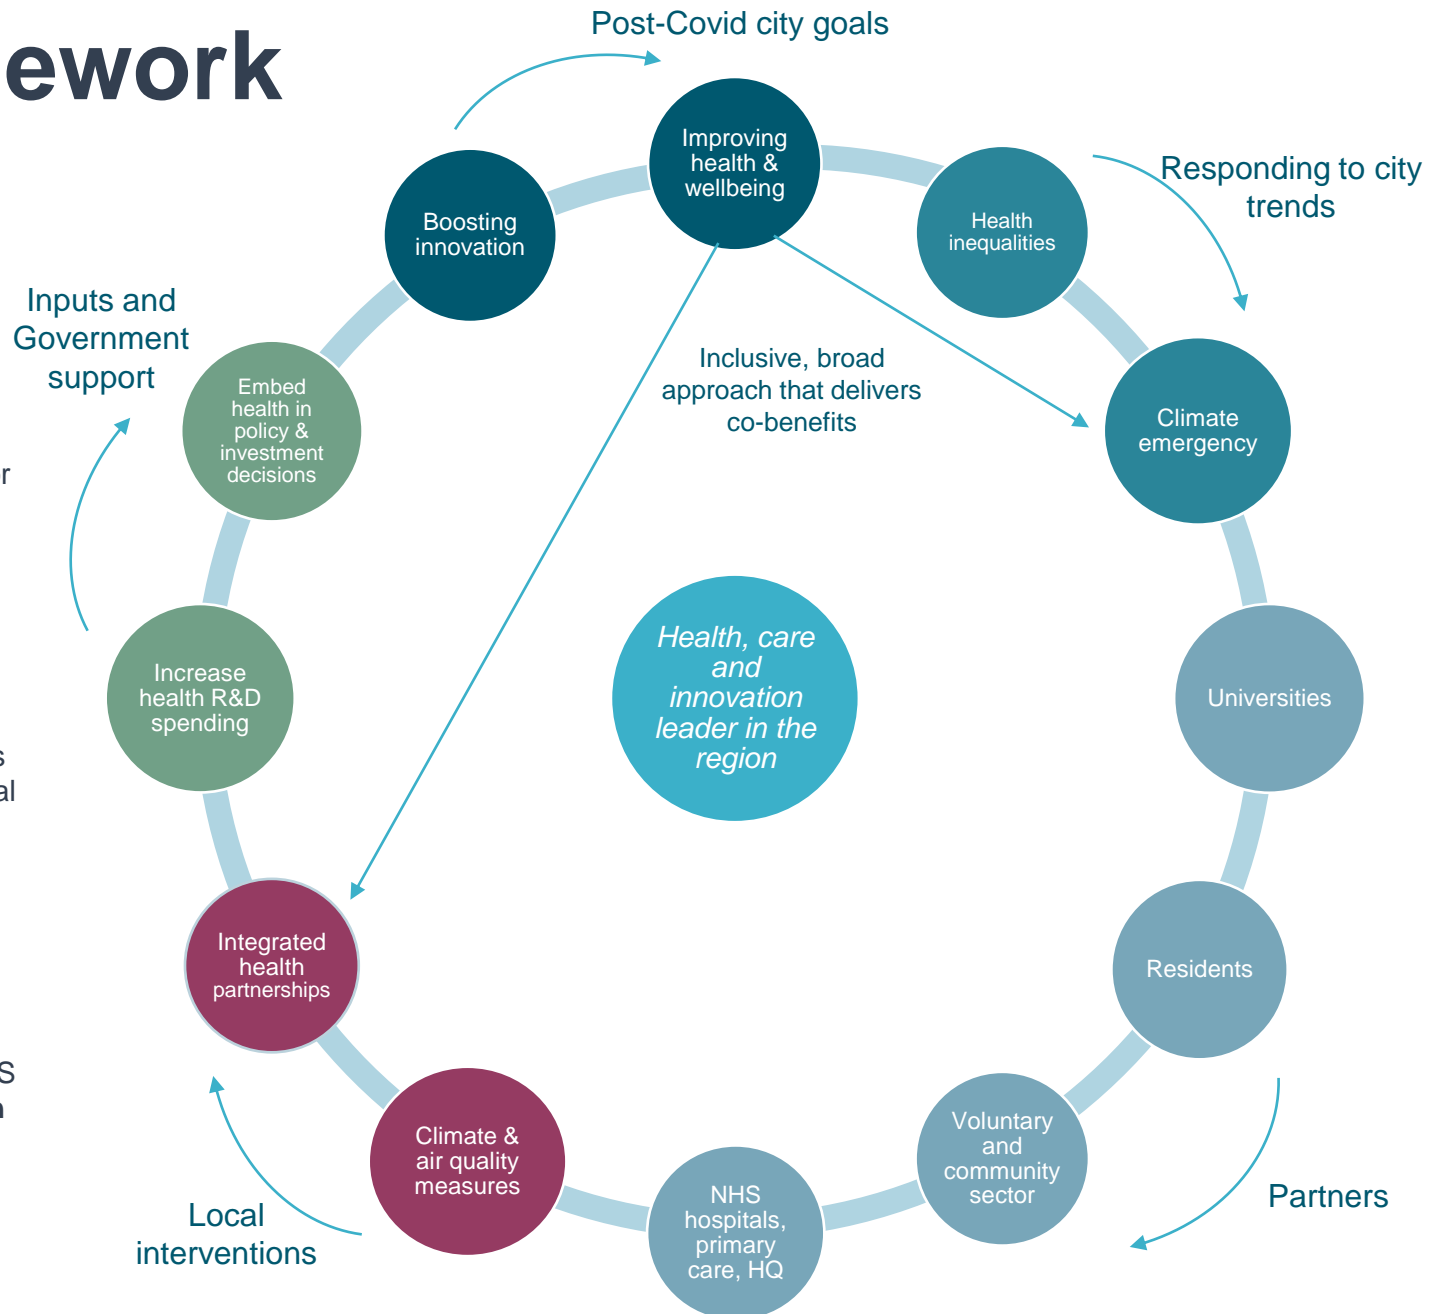 ework
Post-Covid city goals
Improving
health &
wellbeing
Health
inequalities
Responding to city
trends
Boosting
innovation
Inputs and
Government
support
Inclusive, broad
approach that delivers
co-benefits
Embed
health in
policy &
investment
decisions
Climate
emergency
or
Health, care
and
innovation
leader in the
region
Increase
health R&D
spending
Universities
s
al
Integrated
health
partnerships
Residents
S
n
Climate &
air quality
measures
Voluntary
and
community
sector
NHS
hospitals,
primary
care, HQ
Partners
Local
interventions